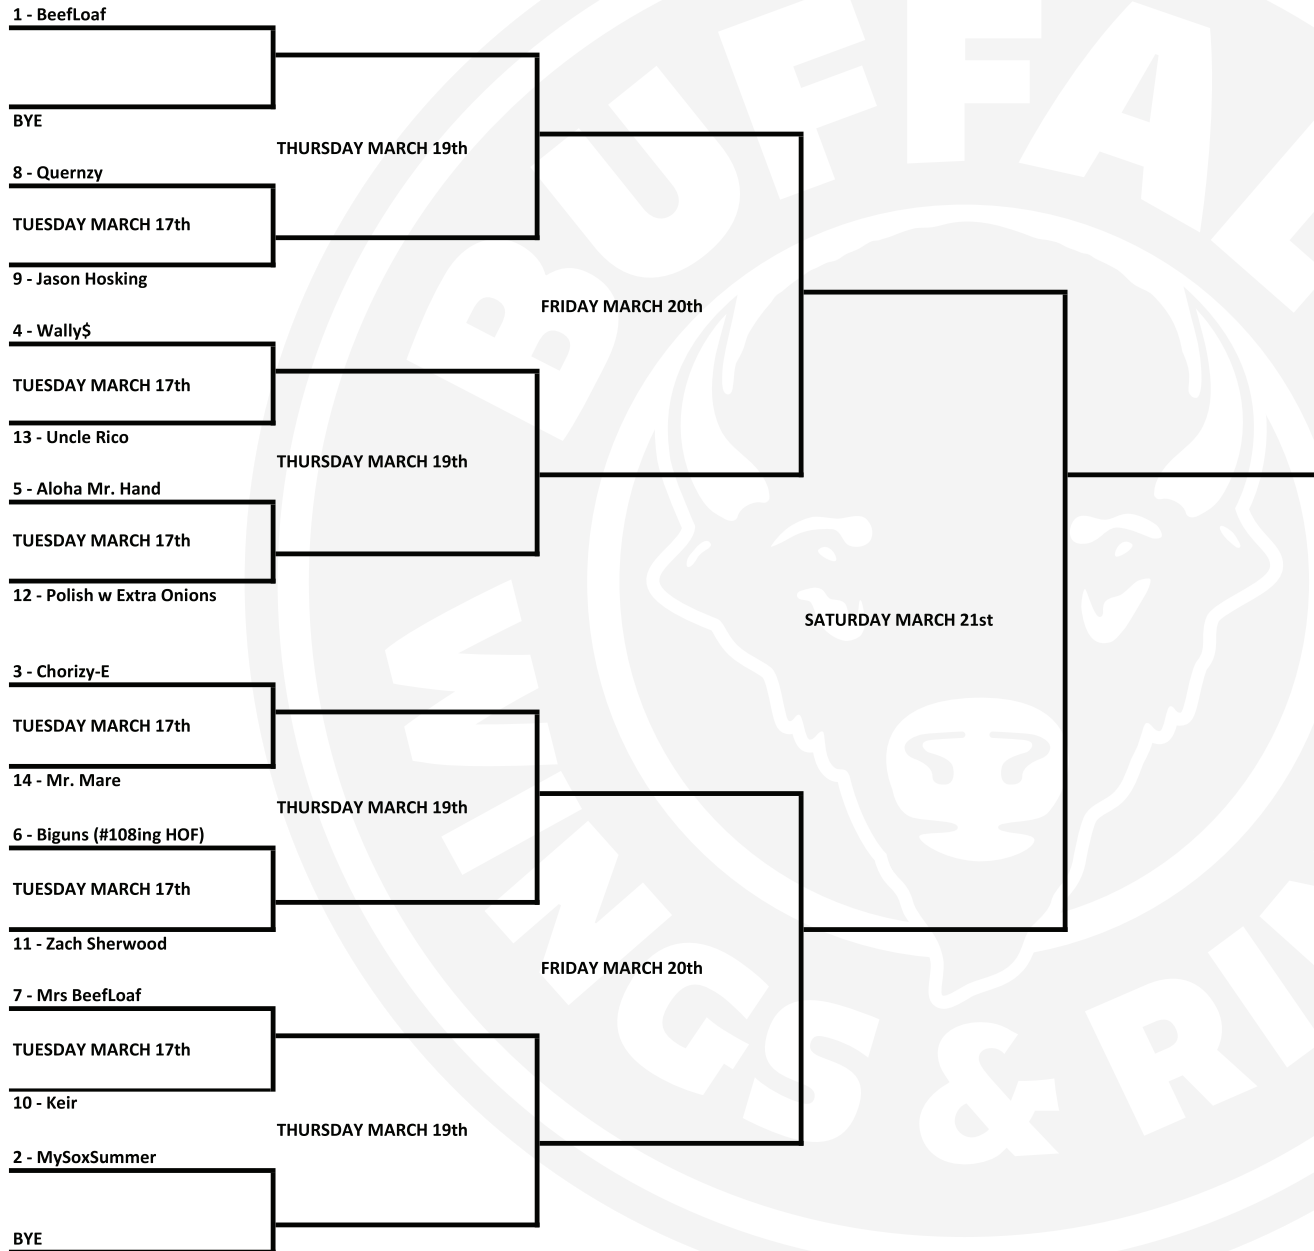 1 - BeefLoaf
BYE
THURSDAY MARCH 19th
8 - Quernzy
TUESDAY MARCH 17th
9 - Jason Hosking
FRIDAY MARCH 20th
4 - Wally$
TUESDAY MARCH 17th
13 - Uncle Rico
THURSDAY MARCH 19th
5 - Aloha Mr. Hand
TUESDAY MARCH 17th
12 - Polish w Extra Onions
SATURDAY MARCH 21st
3 - Chorizy-E
TUESDAY MARCH 17th
14 - Mr. Mare
THURSDAY MARCH 19th
6 - Biguns (#108ing HOF)
TUESDAY MARCH 17th
11 - Zach Sherwood
FRIDAY MARCH 20th
7 - Mrs BeefLoaf
TUESDAY MARCH 17th
10 - Keir
THURSDAY MARCH 19th
2 - MySoxSummer
BYE
BUFFAL
WINGS & RI